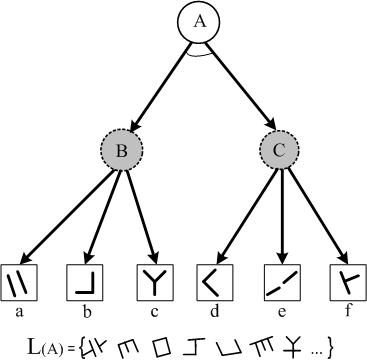 A
B C
a b c d e f
L(A) = { ... }